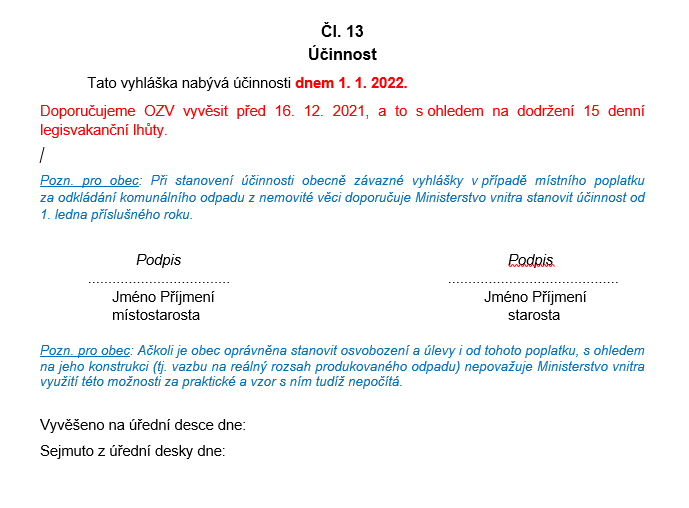 Čl. 13
Účinnost
Tato vyhláška nabývá účinnosti dnem 1. 1. 2022.
Doporučujeme OZV vyvěsit před 16. 12. 2021, a to s ohledem na dodržení 15 denní
legisvakanční lhůty.
/
Pozn. pro obec: Při stanovení účinnosti obecně závazné vyhlášky v případě místního poplatku
za odkládání komunálního odpadu z nemovité věci doporučuje Ministerstvo vnitra stanovit účinnost od
1. ledna příslušného roku.
Podpis Podpis
.................................. .........................................
Jméno Příjmení Jméno Příjmení
místostarosta starosta
Pozn. pro obec: Ačkoli je obec oprávněna stanovit osvobození a úlevy i od tohoto poplatku, s ohledem
na jeho konstrukci (tj. vazbu na reálný rozsah produkovaného odpadu) nepovažuje Ministerstvo vnitra
využití této možnosti za praktické a vzor s ním tudíž nepočítá.
Vyvěšeno na úřední desce dne:
Sejmuto z úřední desky dne: